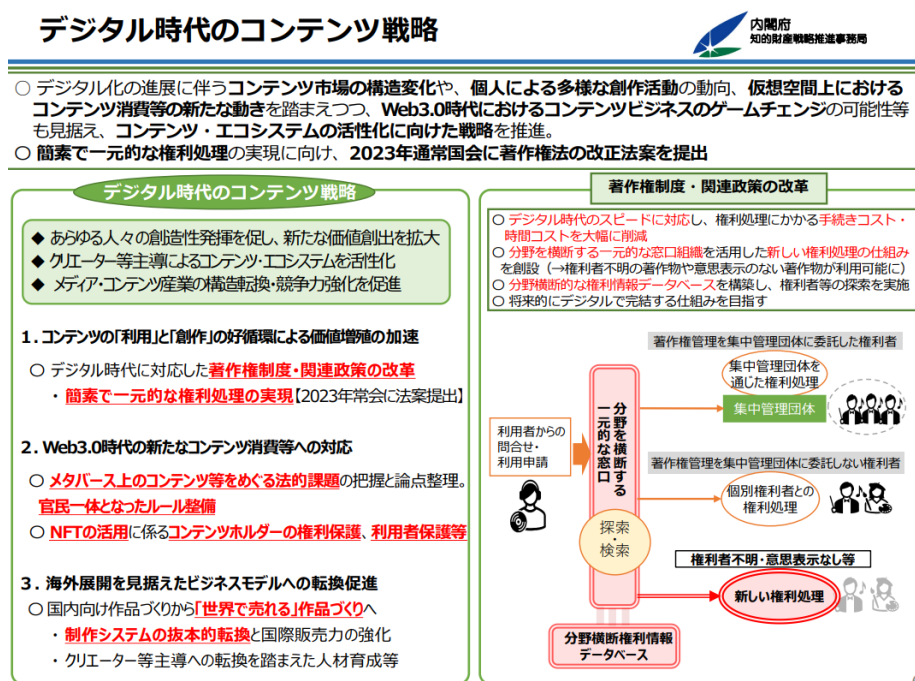 デジタル時代のコンテンツ戦略
内閣府
知的財産戦略推進事務局
○ デジタル化の進展に伴うコンテンツ市場の構造変化や、個人による多様な創作活動の動向、仮想空間上における
コンテンツ消費等の新たな動きを踏まえつつ、Web3.0時代におけるコンテンツビジネスのゲームチェンジの可能性等
も見据え、コンテンツ・エコシステムの活性化に向けた戦略を推進。
○ 簡素で一元的な権利処理の実現に向け、2023年通常国会に著作権法の改正法案を提出
デジタル時代のコンテンツ戦略
◆ あらゆる人々の創造性発揮を促し、新たな価値創出を拡大
◆ クリエーター等主導によるコンテンツ・エコシステムを活性化
◆ メディア・コンテンツ産業の構造転換・競争力強化を促進
1．コンテンツの「利用」と「創作」の好循環による価値増殖の加速
○ デジタル時代に対応した著作権制度・関連政策の改革
・ 簡素で一元的な権利処理の実現【2023年常会に法案提出】
2．Web3.0時代の新たなコンテンツ消費等への対応
○ メタバース上のコンテンツ等をめぐる法的課題の把握と論点整理。
官民一体となったルール整備
○ NFTの活用に係るコンテンツホルダーの権利保護、利用者保護等
3．海外展開を見据えたビジネスモデルへの転換促進
○ 国内向け作品づくりから「世界で売れる」作品づくりへ
・ 制作システムの抜本的転換と国際販売力の強化
・ クリエーター等主導への転換を踏まえた人材育成等
著作権制度・関連政策の改革
○ デジタル時代のスピードに対応し、権利処理にかかる手続きコスト・
時間コストを大幅に削減
○ 分野を横断する一元的な窓口組織を活用した新しい権利処理の仕組み
を創設（→権利者不明の著作物や意思表示のない著作物が利用可能に）
○ 分野横断的な権利情報データベースを構築し、権利者等の探索を実施
○ 将来的にデジタルで完結する仕組みを目指す
利用者からの
問合せ・
利用申請
分野を横断する
一元的な窓口
探索
・
検索
分野横断権利情報
データベース
著作権管理を集中管理団体に委託した権利者
集中管理団体を
通じた権利処理
集中管理団体
著作権管理を集中管理団体に委託しない権利者
個別権利者との
権利処理
権利者不明・意思表示なし等
新しい権利処理